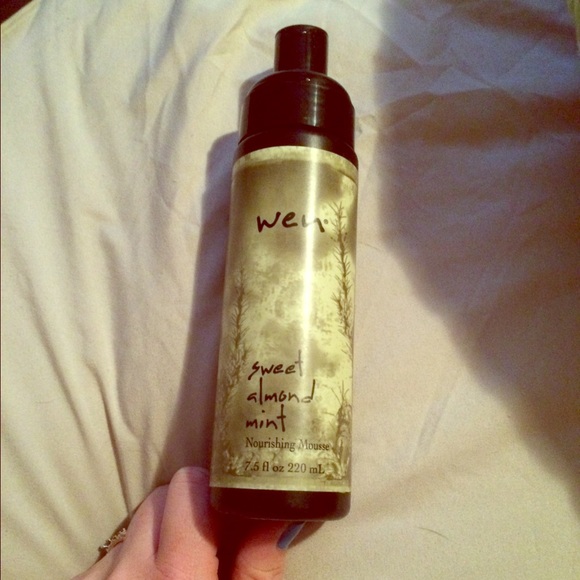 wen.
sweet
almond
mint
Nourishing Mousse
7.5 fl oz 220 mL